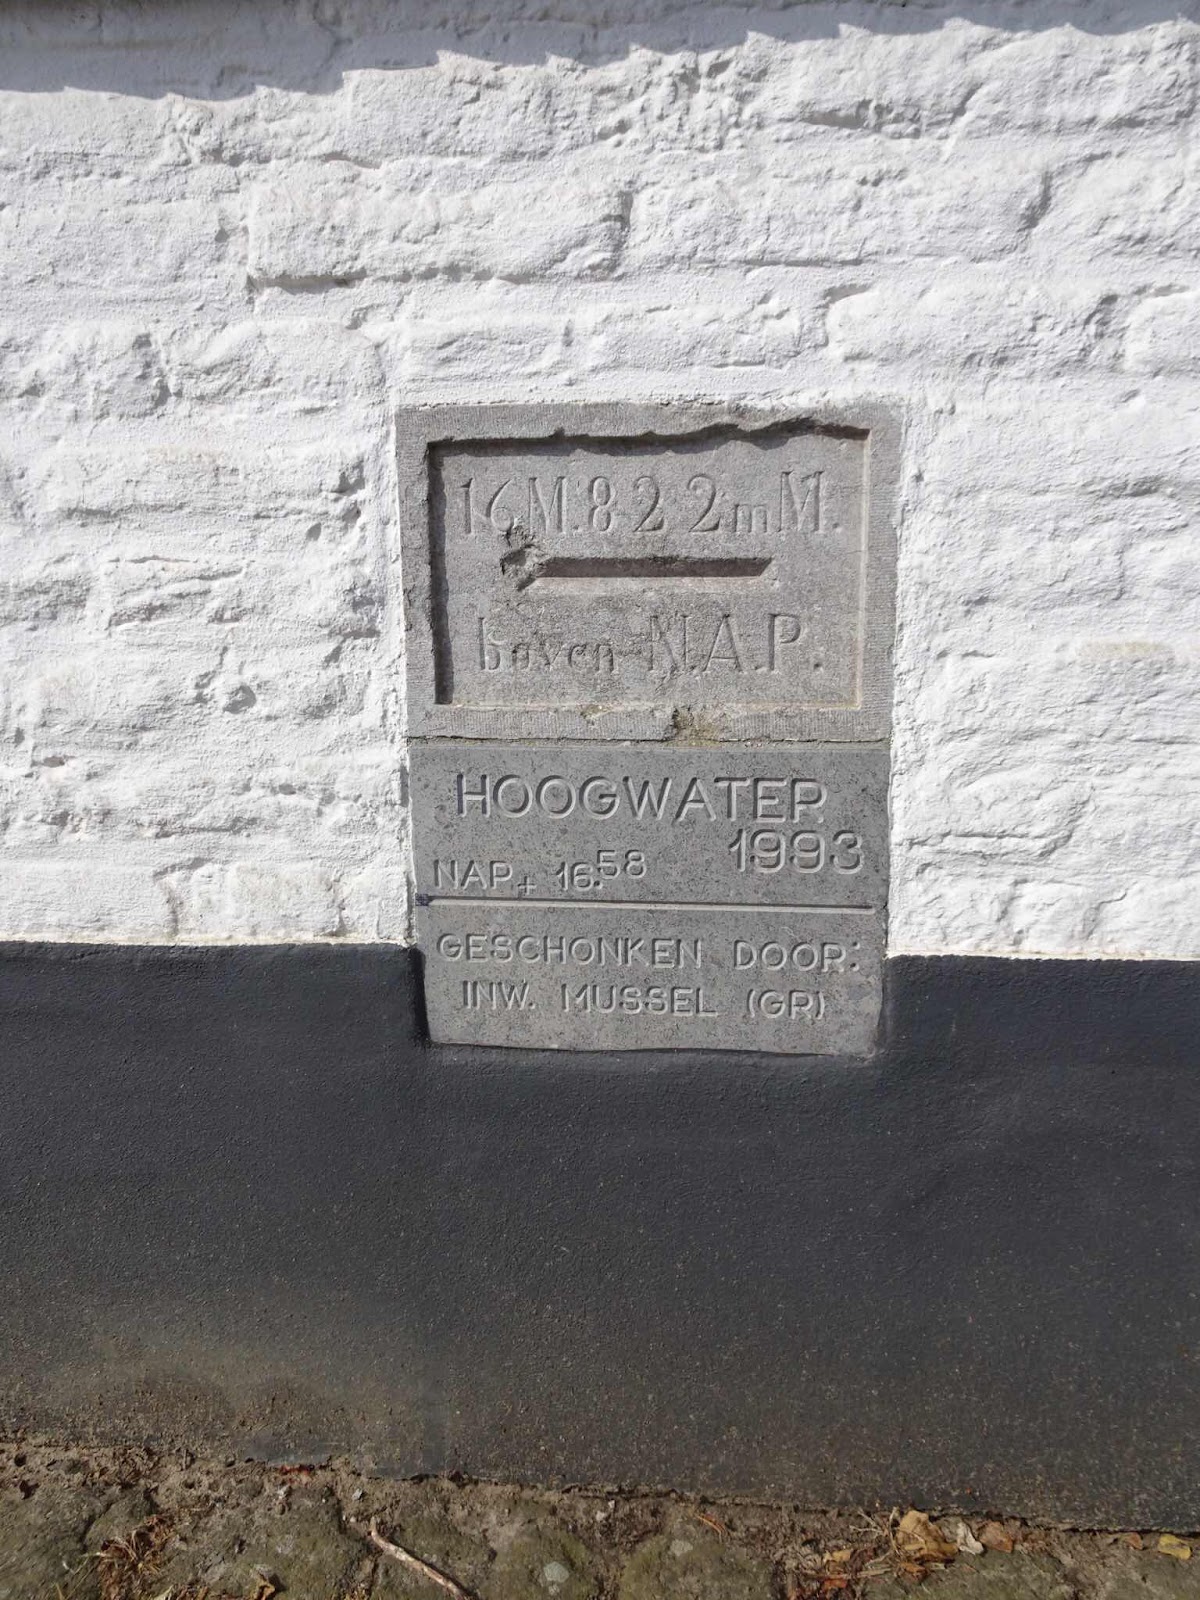 16M.822mM.
boven N.A.P.
HOOGWATER
1993
NAP+ 16.58
GESCHONKEN DOOR:
INW. MUSSEL (GR)